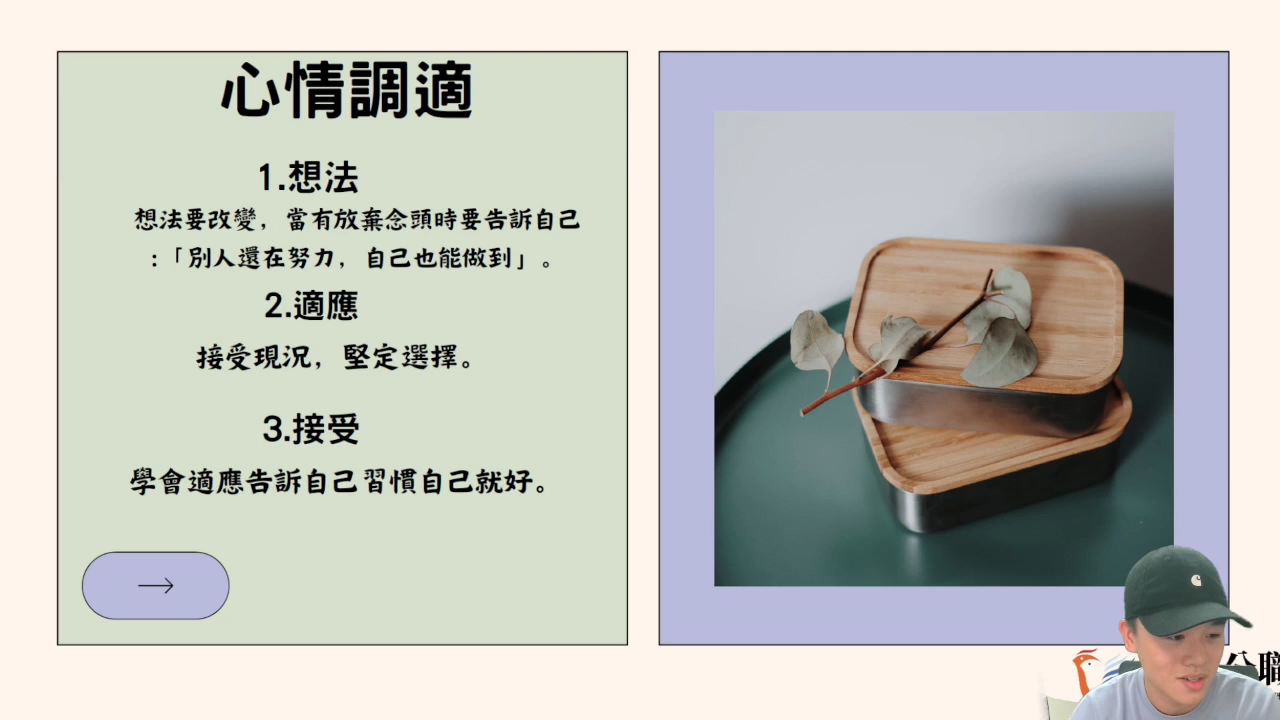 心情調適
1.想法
想法要改變，當有放棄念頭時要告訴自己
:「別人還在努力，自己也能做到」。
2.適應
接受現況，堅定選擇。
3.接受
學會適應告訴自己習慣自己就好。
公職